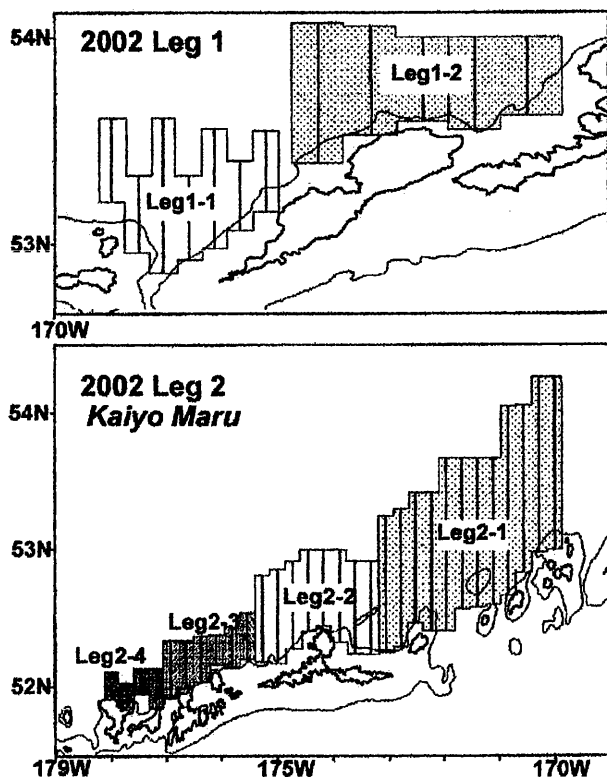 54N
2002 Leg 1
Leg1-2
Leg1-1
53N
170W
2002 Leg 2
54N
Kaiyo Maru
53N
Leg2-1
Leg2-2
Leg2-3
Leg2-4
52N
179W
175W
170W